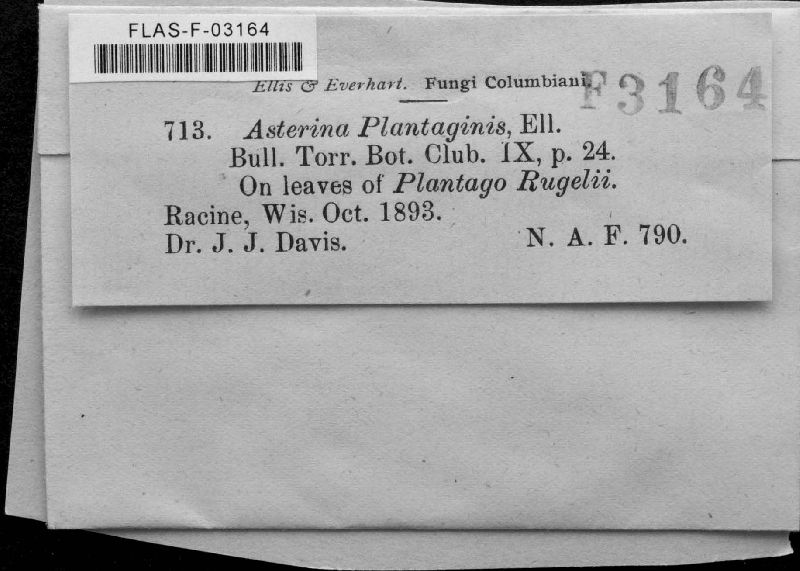 FLAS-F-03164
Ellis & Everhart. Fungi Columbiani.
F3164
713. Asterina Plantaginis, Ell.
Bull. Torr. Bot. Club. IX, p. 24.
On leaves of Plantago Rugelii.
Racine, Wis. Oct. 1893.
Dr. J. J. Davis. N. A. F. 790.